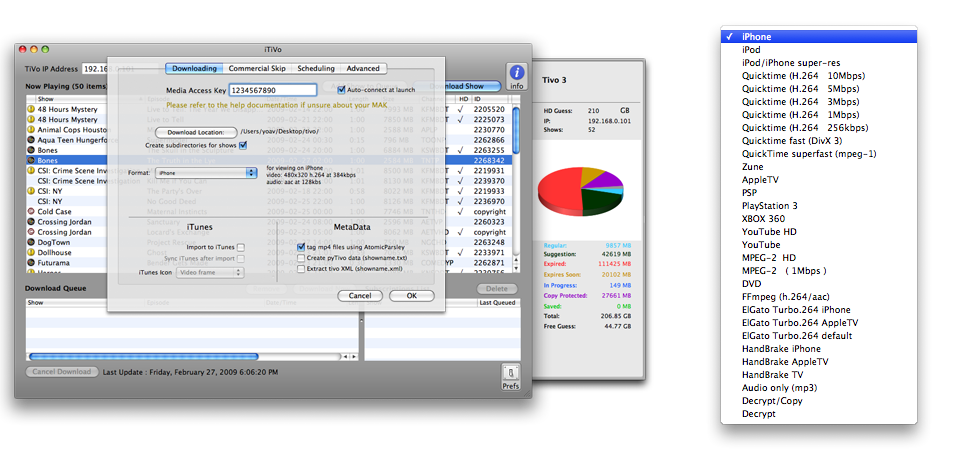 iTiVo
TiVo IP Address 192.168.0.101
Now Playing (50 items)
Download Show
info
Show HD ID
48 Hours Mystery 2205520
48 Hours Mystery 2225073
Animal Cops Housto 2230770
Aqua Teen Hungerforce 2262866
Bones 2263255
Bones 2268342
CSI: Crime Scene Inves 2219931
CSI: Crime Scene Investigation 2239370
CSI: NY 2219931
CSI: NY 2239970
Cold Case copyright
Crossing Jordan 2260323
Crossing Jordan copyright
DogTown 2263248
Dollhouse 2233971
Futurama 2262871
Downloading
Commercial Skip
Scheduling
Advanced
Media Access Key 1234567890
Auto-connect at launch
Please refer to the help documentation if unsure about your MAK
Download Location: /Users/yoav/Desktop/tivo/
Create subdirectories for shows
Format: iPhone
for viewing on iPhone
video: 480x320 h.264 at 384kbps
audio: aac at 128kbs
iTunes
Import to iTunes
Sync iTunes after import
iTunes Icon Video frame
MetaData
tag mp4 files using AtomicParsley
Create pyTivo data (showname.txt)
Extract tivo XML (showname.xml)
Cancel
OK
Download Queue
Delete
Show
Last Queued
Cancel Download
Last Update : Friday, February 27, 2009 6:06:20 PM
Prefs
Tivo 3
HD Guess: 210 GB
IP: 192.168.0.101
Shows: 52
Regular: 9857 MB
Suggestion: 42619 MB
Expired: 111425 MB
Expires Soon: 20102 MB
In Progress: 149 MB
Copy Protected: 27661 MB
Saved: 0 MB
Total: 206.85 GB
Free Guess: 44.77 GB
iPhone
iPod
iPod/iPhone super-res
Quicktime (H.264 10Mbps)
Quicktime (H.264 5Mbps)
Quicktime (H.264 3Mbps)
Quicktime (H.264 1Mbps)
Quicktime (H.264 256kbps)
Quicktime fast (DivX 3)
QuickTime superfast (mpeg-1)
Zune
AppleTV
PSP
PlayStation 3
XBOX 360
YouTube HD
YouTube
MPEG-2 HD
MPEG-2 ( 1Mbps )
DVD
FFmpeg (h.264/aac)
ElGato Turbo.264 iPhone
ElGato Turbo.264 AppleTV
ElGato Turbo.264 default
HandBrake iPhone
HandBrake AppleTV
HandBrake TV
Audio only (mp3)
Decrypt/Copy
Decrypt